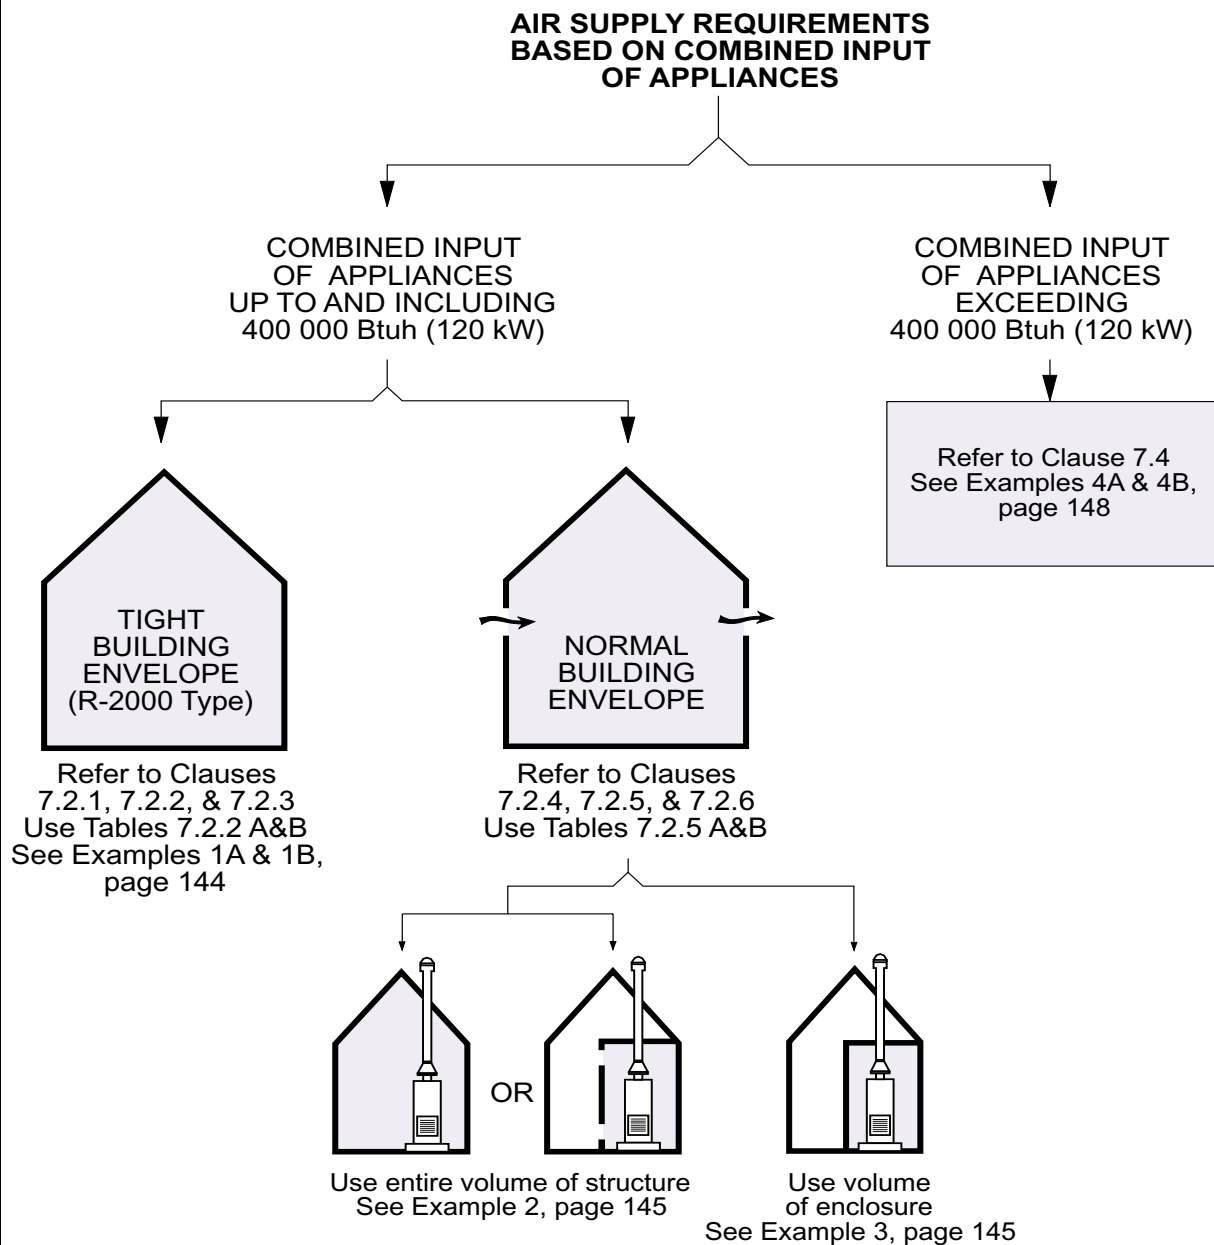 AIR SUPPLY REQUIREMENTS
BASED ON COMBINED INPUT
OF APPLIANCES
COMBINED INPUT
OF APPLIANCES
UP TO AND INCLUDING
400 000 Btuh (120 kW)
COMBINED INPUT
OF APPLIANCES
EXCEEDING
400 000 Btuh (120 kW)
Refer to Clause 7.4
See Examples 4A & 4B,
page 148
TIGHT
BUILDING
ENVELOPE
(R-2000 Type)
NORMAL
BUILDING
ENVELOPE
Refer to Clauses
7.2.1, 7.2.2, & 7.2.3
Use Tables 7.2.2 A&B
See Examples 1A & 1B,
page 144
Refer to Clauses
7.2.4, 7.2.5, & 7.2.6
Use Tables 7.2.5 A&B
OR
Use entire volume of structure
See Example 2, page 145
Use volume
of enclosure
See Example 3, page 145